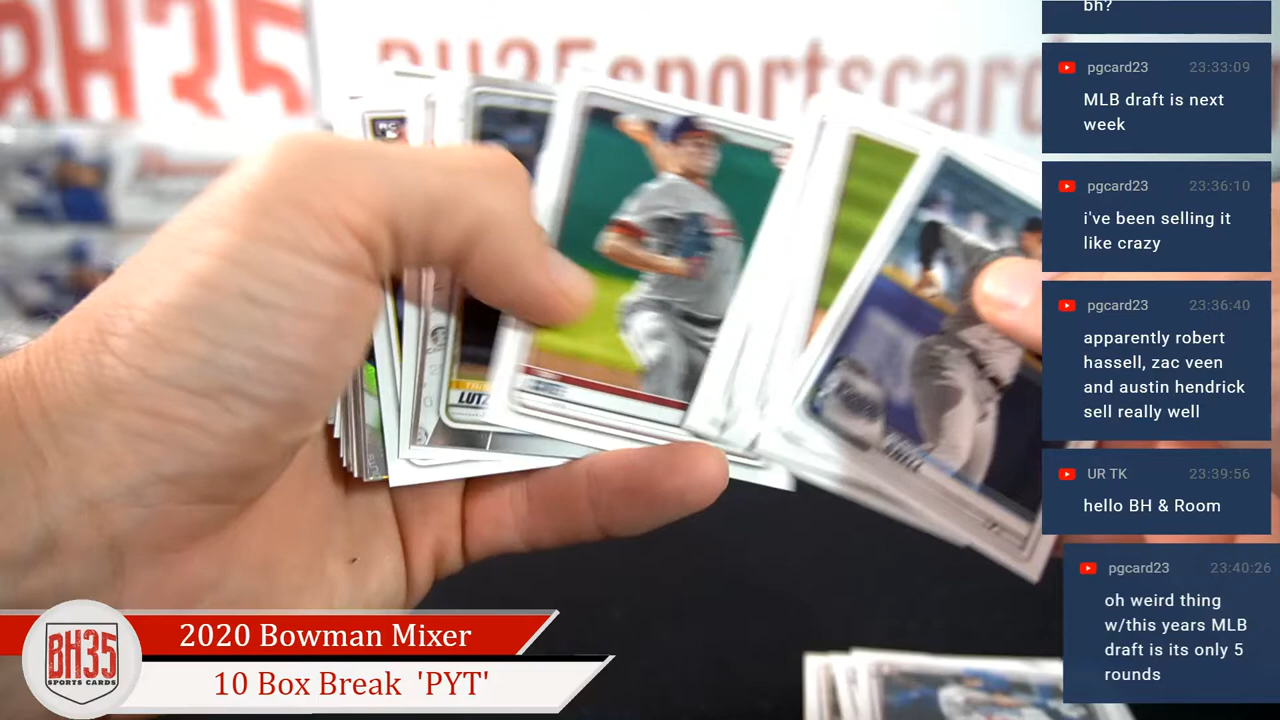 BH35
BH35sportscard
RC
LUTZ
bh?
pgcard23 23:33:09
MLB draft is next
week
pgcard23 23:36:10
i've been selling it
like crazy
pgcard23 23:36:40
apparently robert
hassell, zac veen
and austin hendrick
sell really well
UR TK 23:39:56
hello BH & Room
pgcard23 23:40:26
oh weird thing
w/this years MLB
draft is its only 5
rounds
2020 Bowman Mixer
10 Box Break 'PYT'
BH35
SPORTS CARDS